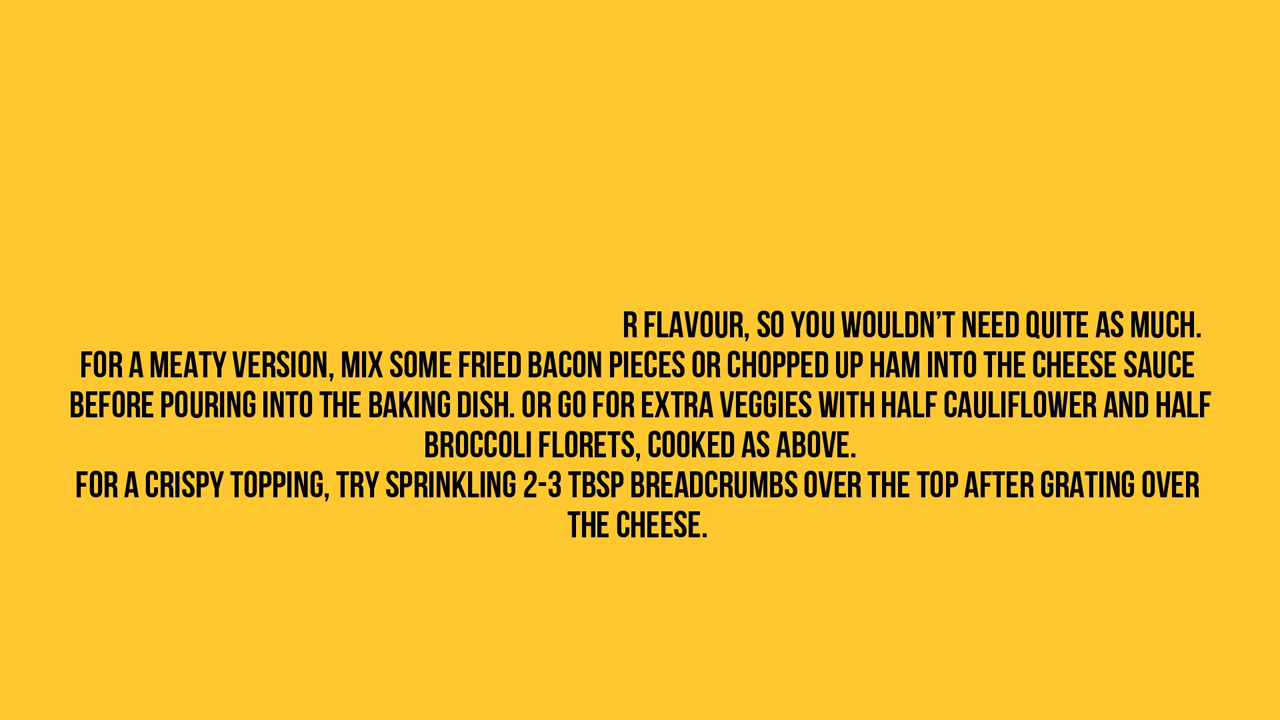 R FLAVOUR, SO YOU WOULDN’T NEED QUITE AS MUCH.
FOR A MEATY VERSION, MIX SOME FRIED BACON PIECES OR CHOPPED UP HAM INTO THE CHEESE SAUCE
BEFORE POURING INTO THE BAKING DISH. OR GO FOR EXTRA VEGGIES WITH HALF CAULIFLOWER AND HALF
BROCCOLI FLORETS, COOKED AS ABOVE.
FOR A CRISPY TOPPING, TRY SPRINKLING 2-3 TBSP BREADCRUMBS OVER THE TOP AFTER GRATING OVER
THE CHEESE.